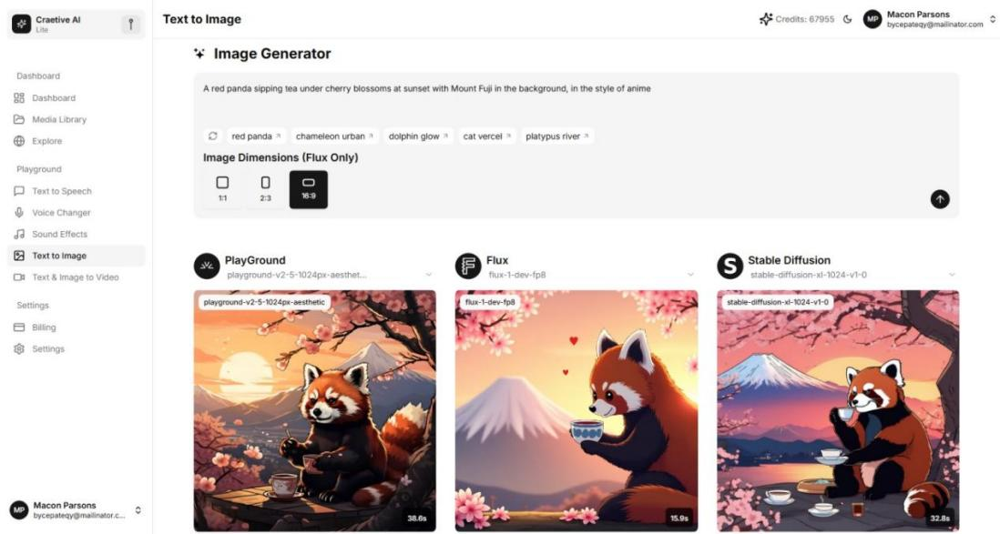 Craetive AI
Lite
Dashboard
Dashboard
Media Library
Explore
Playground
Text to Speech
Voice Changer
Sound Effects
Text to Image
Text & Image to Video
Settings
Billing
Settings
MP
Macon Parsons
bycepateqy@mailinator.c...
Text to Image
Credits: 67955
MP
Macon Parsons
bycepateqy@mailinator.com
Image Generator
A red panda sipping tea under cherry blossoms at sunset with Mount Fuji in the background, in the style of anime
red panda chameleon urban dolphin glow cat vercel platypus river
Image Dimensions (Flux Only)
1:1 2:3 16:9
PlayGround
playground-v2-5-1024px-aesthet...
playground-v2-5-1024px-aesthetic
38.6s
Flux
flux-1-dev-fp8
flux-1-dev-fp8
15.9s
S
Stable Diffusion
stable-diffusion-xl-1024-v1-0
stable-diffusion-xl-1024-v1-0
32.8s